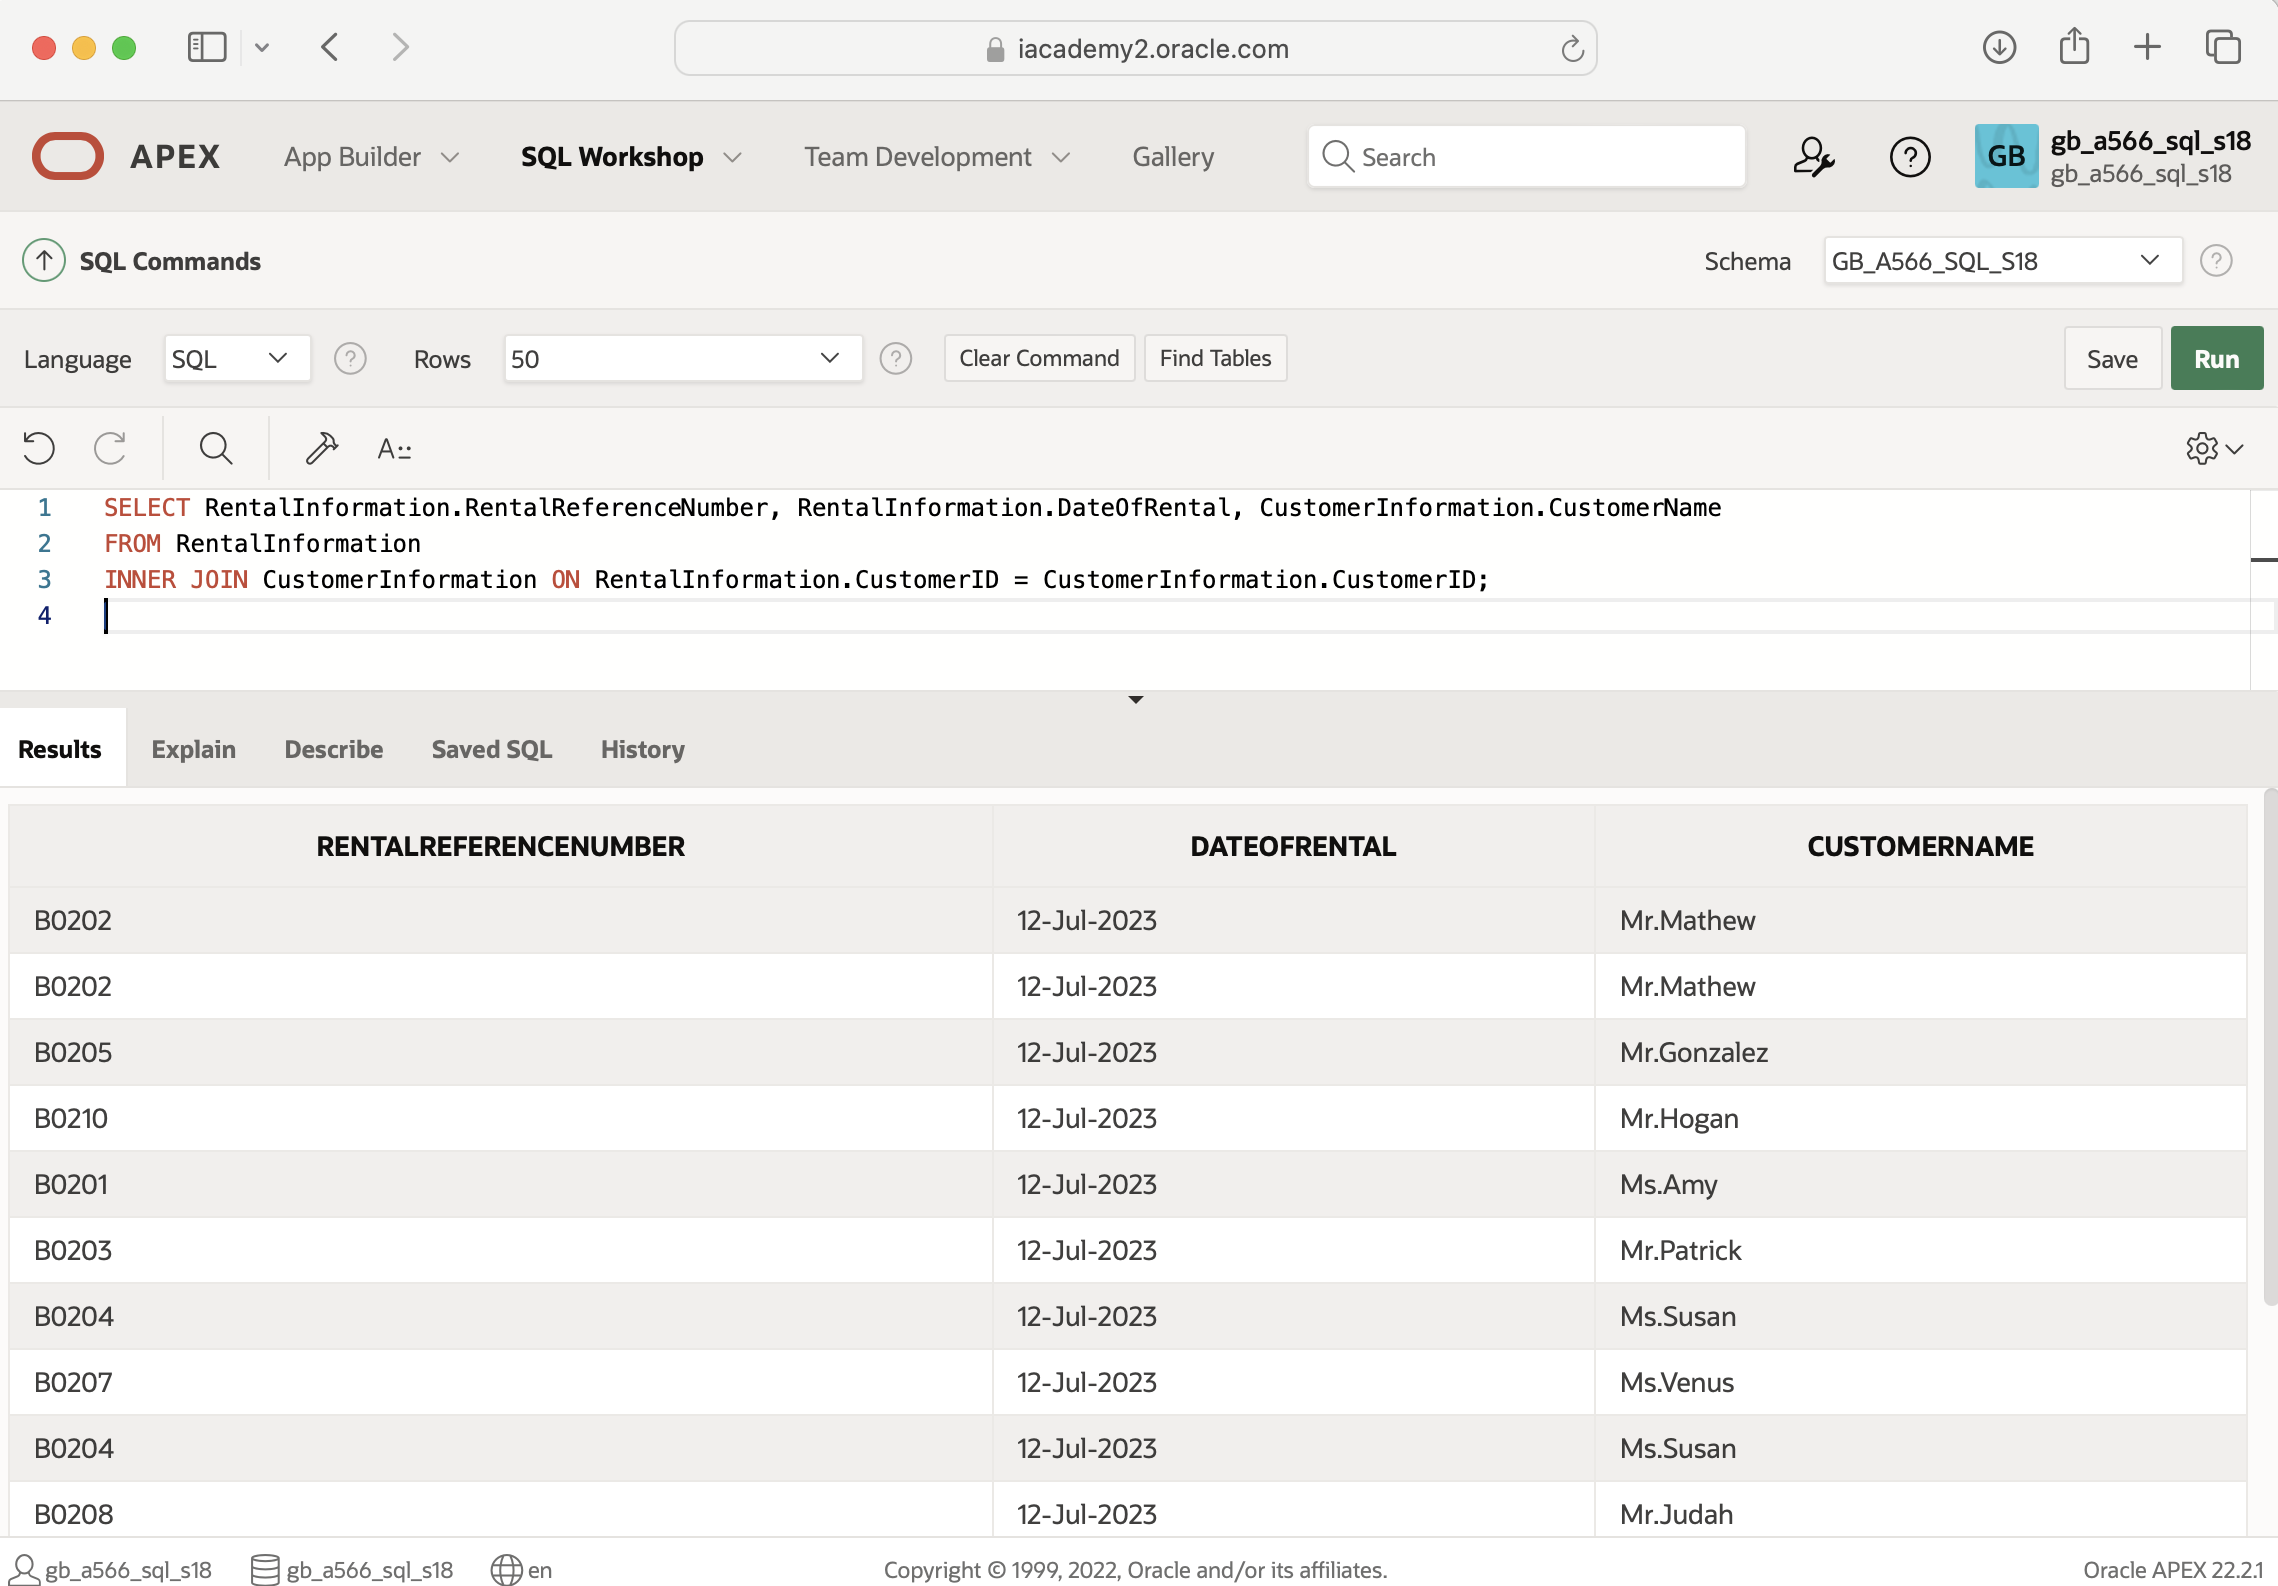 iacademy2.oracle.com
APEX App Builder SQL Workshop Team Development Gallery Search GB gb_a566_sql_s18
gb_a566_sql_s18
SQL Commands Schema GB_A566_SQL_S18 ?
Language SQL ? Rows 50 ? Clear Command Find Tables Save Run
A
1 SELECT RentalInformation.RentalReferenceNumber, RentalInformation.DateOfRental, CustomerInformation.CustomerName
2 FROM RentalInformation
3 INNER JOIN CustomerInformation ON RentalInformation.CustomerID = CustomerInformation.CustomerID;
4
Results Explain Describe Saved SQL History
RENTALREFERENCENUMBER DATEOFRENTAL CUSTOMERNAME
B0202 12-Jul-2023 Mr.Mathew
B0202 12-Jul-2023 Mr.Mathew
B0205 12-Jul-2023 Mr.Gonzalez
B0210 12-Jul-2023 Mr.Hogan
B0201 12-Jul-2023 Ms.Amy
B0203 12-Jul-2023 Mr.Patrick
B0204 12-Jul-2023 Ms.Susan
B0207 12-Jul-2023 Ms.Venus
B0204 12-Jul-2023 Ms.Susan
B0208 12-Jul-2023 Mr.Judah
gb_a566_sql_s18 gb_a566_sql_s18 en Copyright © 1999, 2022, Oracle and/or its affiliates. Oracle APEX 22.2.1